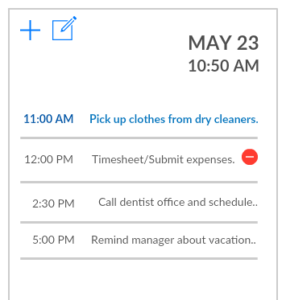 MAY 23
10:50 AM
11:00 AM Pick up clothes from dry cleaners.
12:00 PM Timesheet/Submit expenses.
2:30 PM Call dentist office and schedule..
5:00 PM Remind manager about vacation..